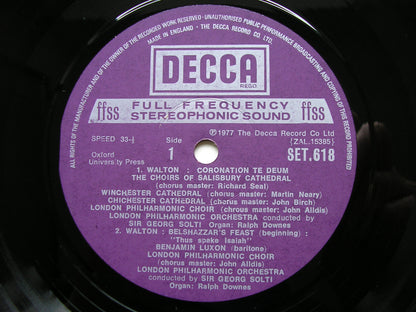 ALL RIGHTS OF THE MANUFACTURER AND OF THE OWNER OF THE RECORDED WORK RESERVED·UNAUTHORISED PUBLIC PERFORMANCE BROADCASTING AND COPYING OF THIS RECORD PROHIBITED
MADE IN ENGLAND · THE DECCA RECORD CO. LTD.
DECCA
REGD.
ffss FULL FREQUENCY ffss
STEREOPHONIC SOUND
SPEED 33⅓ Side ℗1977 The Decca Record Co Ltd
(ZAL.15385)
Oxford
University Press
1 SET.618
1. WALTON : CORONATION TE DEUM
THE CHOIRS OF SALISBURY CATHEDRAL
(chorus master: Richard Seal)
WINCHESTER CATHEDRAL (chorus master: Martin Neary)
CHICHESTER CATHEDRAL (chorus master: John Birch)
LONDON PHILHARMONIC CHOIR (chrous master: John Alldis)
LONDON PHILHARMONIC ORCHESTRA conducted by
SIR GEORG SOLTI Organ: Ralph Downes
2. WALTON : BELSHAZZAR'S FEAST (beginning) :
"Thus spake Isaiah"
BENJAMIN LUXON (baritone)
LONDON PHILHARMONIC CHOIR
(chorus master: John Alldis)
LONDON PHILHARMONIC ORCHESTRA
conducted by SIR GEORG SOLTI
Organ: Ralph Downes